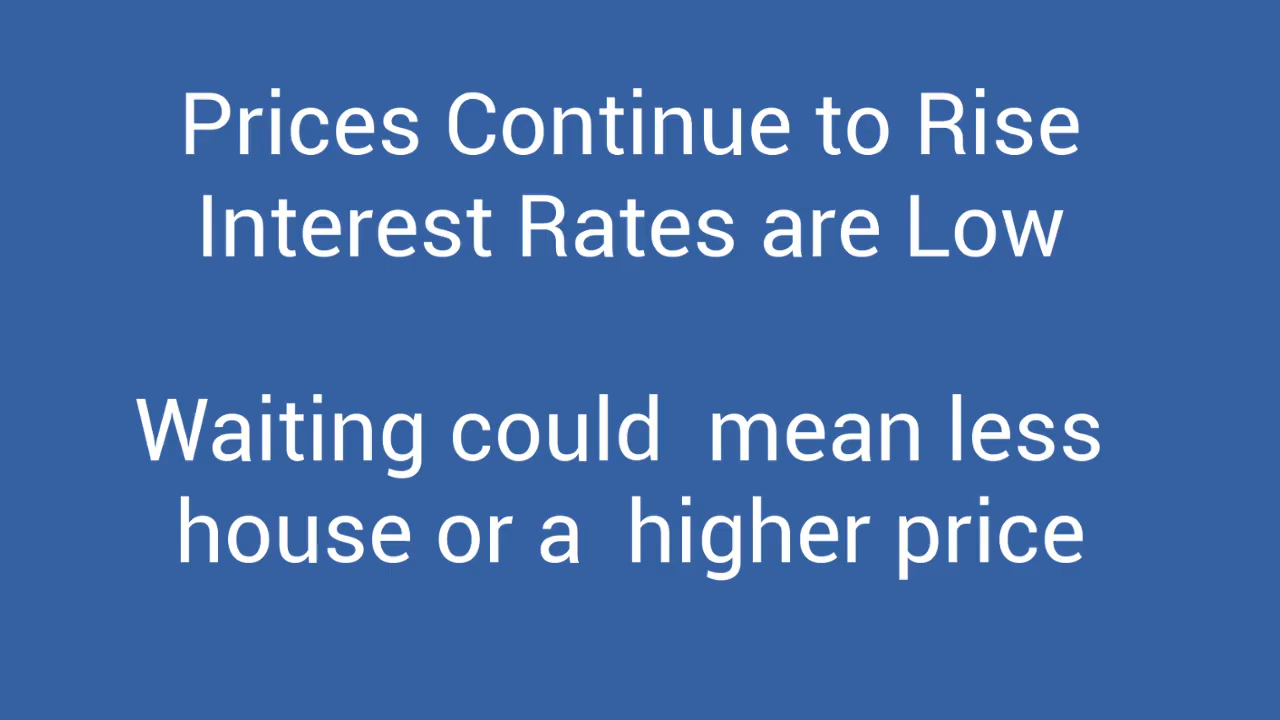 Prices Continue to Rise
Interest Rates are Low
Waiting could  mean less
house or a  higher price